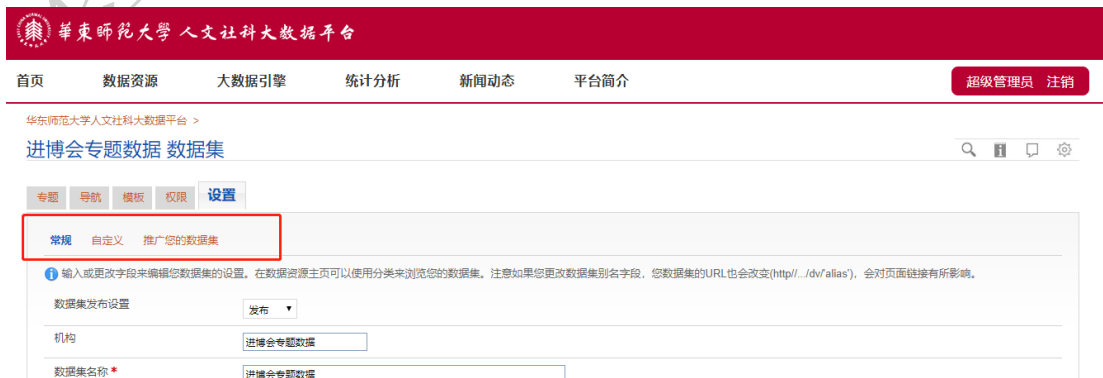 華東師範大學 人文社科大数据平台
首页 数据资源 大数据引擎 统计分析 新闻动态 平台简介 超级管理员 注销
华东师范大学人文社科大数据平台 >
进博会专题数据 数据集
专题 导航 模板 权限 设置
常规 自定义 推广您的数据集
输入或更改字段来编辑您数据集的设置。在数据资源主页可以使用分类来浏览您的数据集。注意如果您更改数据集别名字段，您数据集的URL也会改变(http//.../dv/'alias')，会对页面链接有所影响。
数据集发布设置 发布
机构 进博会专题数据
数据集名称 * 进博会专题数据